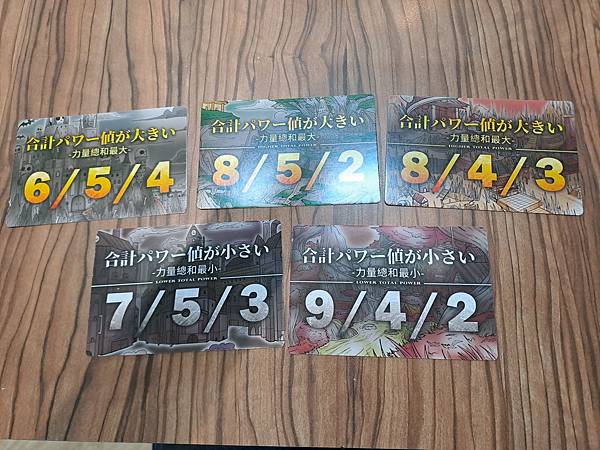 合計パワー値が大きい
-力量總和最大-
6/5/4
合計パワー値が大きい
-力量總和最大-
HIGHER TOTAL POWER
8/5/2
合計パワー値が大きい
-力量總和最大-
HIGHER TOTAL POWER
8/4/3
合計パワー値が小さい
-力量總和最小-
LOWER TOTAL POWER
7/5/3
合計パワー値が小さい
-力量總和最小-
LOWER TOTAL POWER
9/4/2